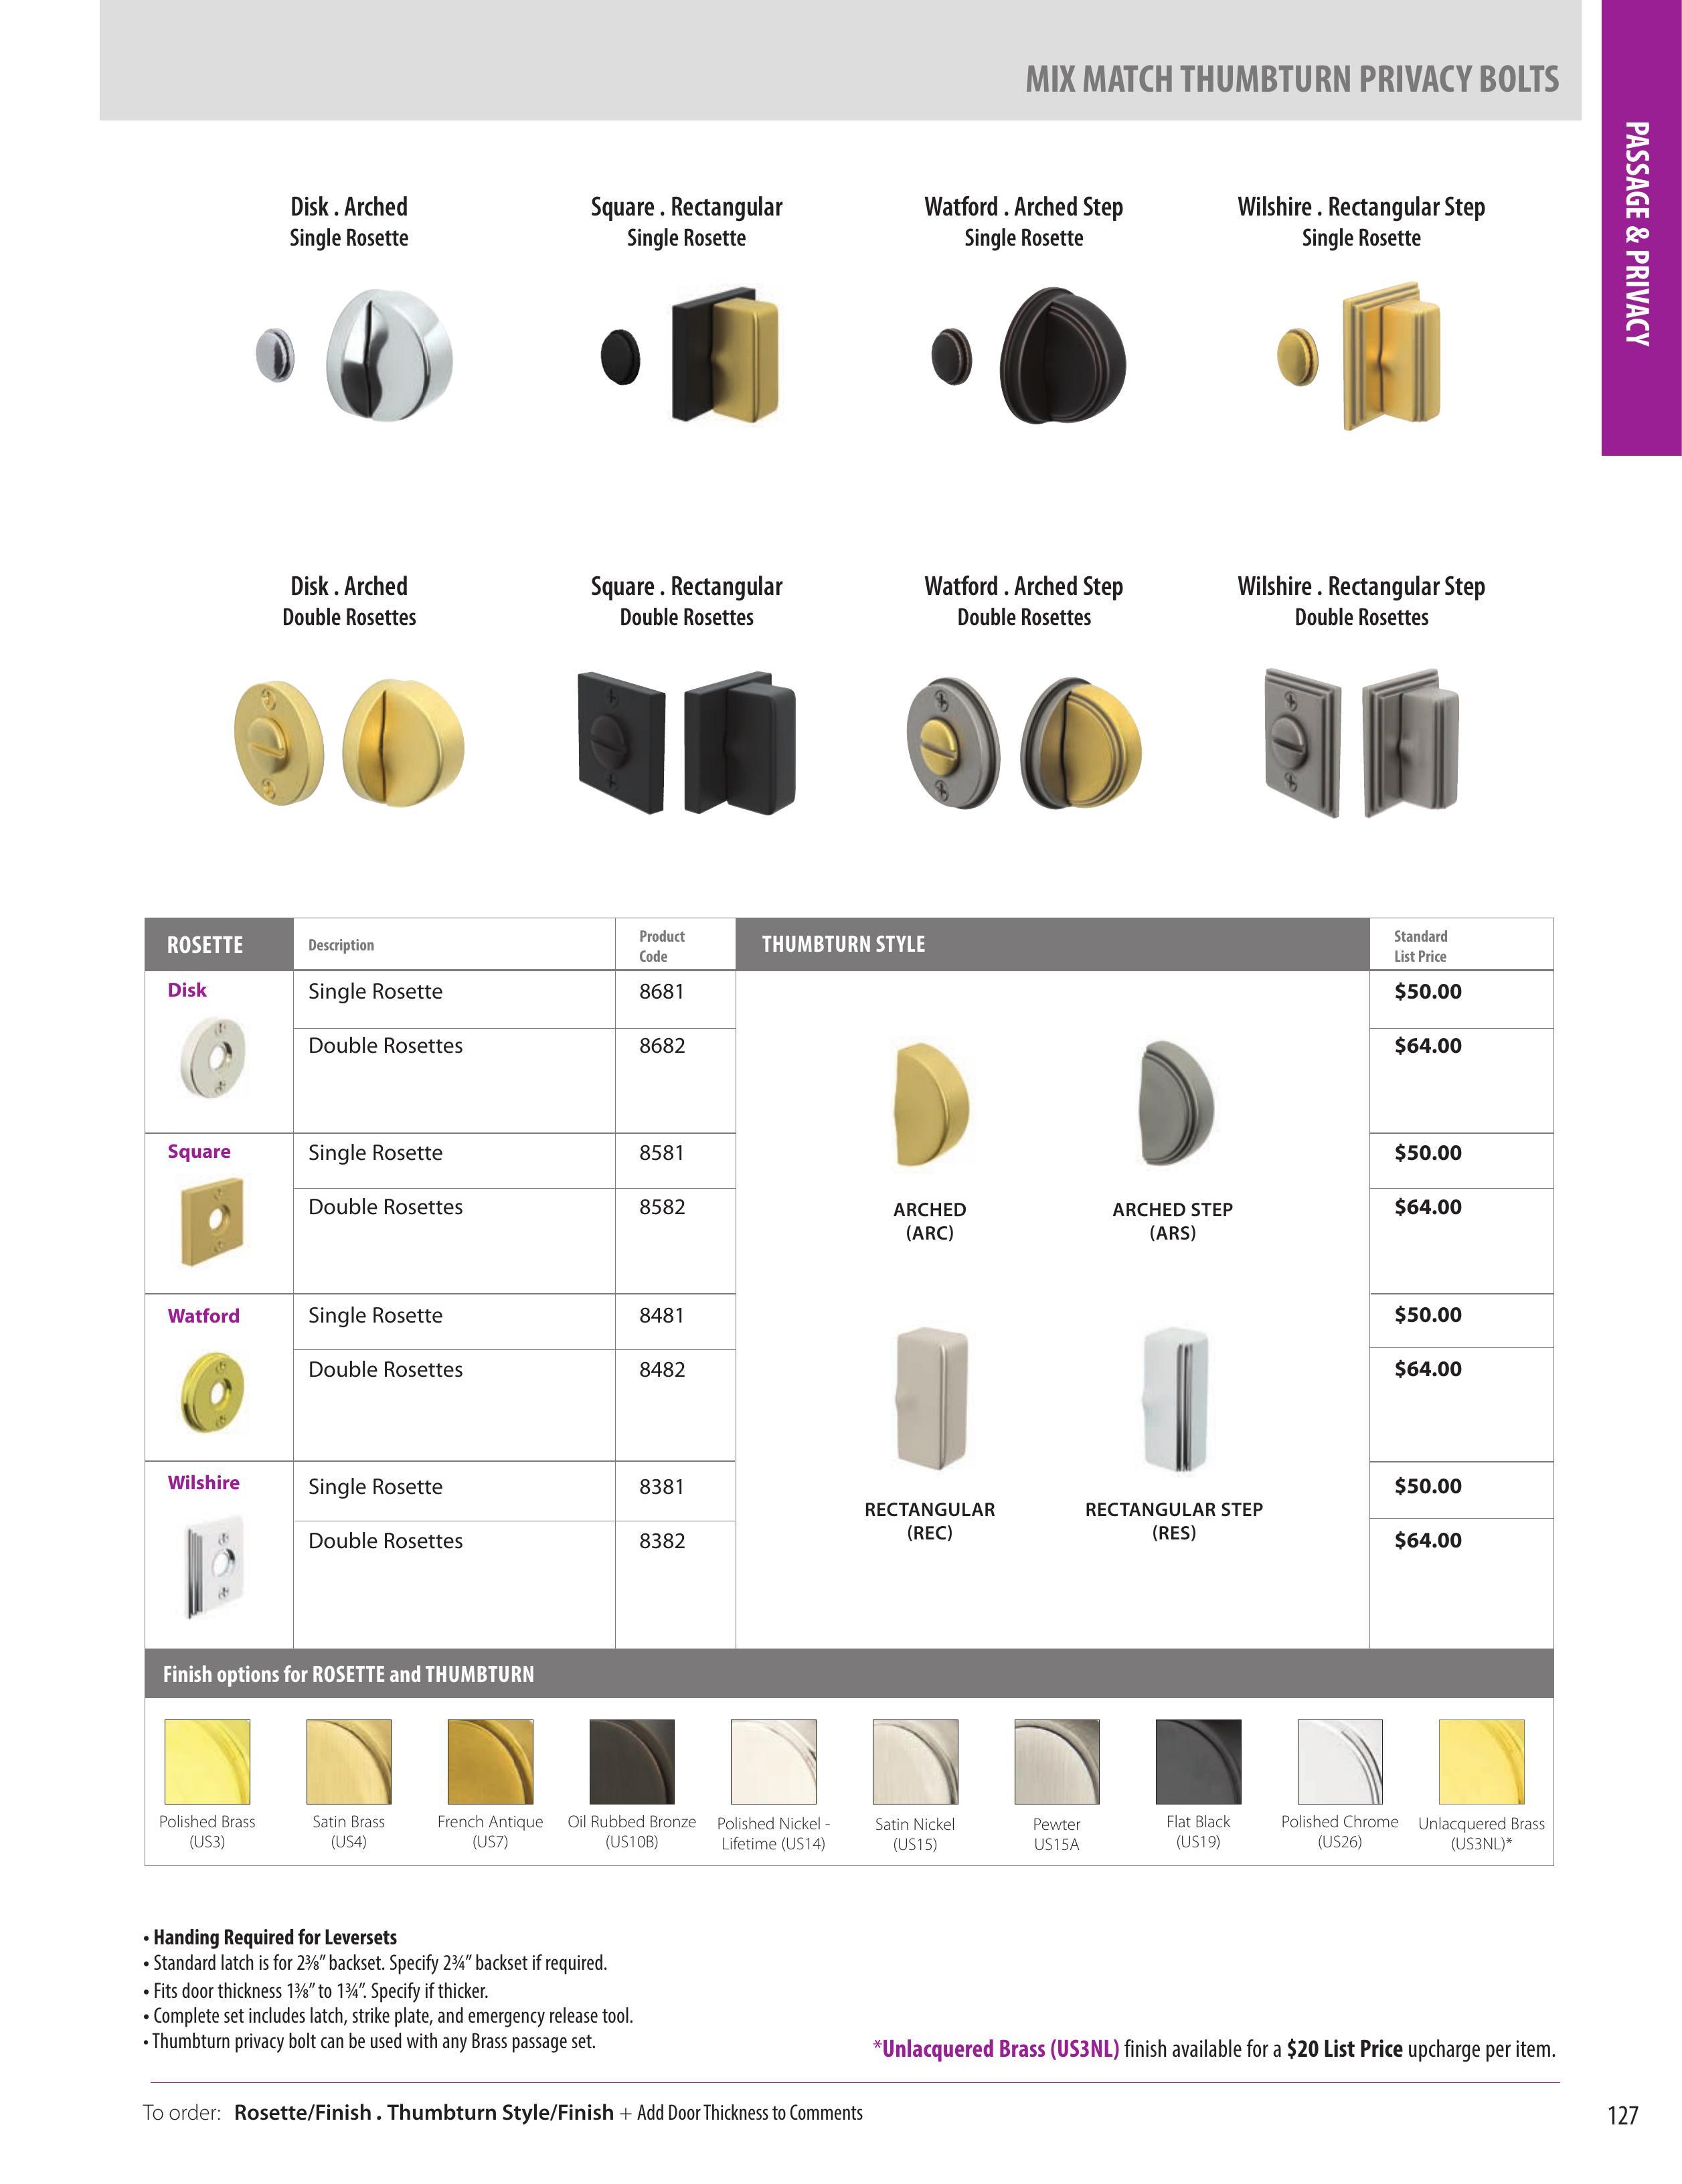 MIX MATCH THUMBTURN PRIVACY BOLTS
PASSAGE & PRIVACY
Disk . Arched
Single Rosette
Square . Rectangular
Single Rosette
Watford . Arched Step
Single Rosette
Wilshire . Rectangular Step
Single Rosette
Disk . Arched
Double Rosettes
Square . Rectangular
Double Rosettes
Watford . Arched Step
Double Rosettes
Wilshire . Rectangular Step
Double Rosettes
ROSETTE
Description
Product
Code
THUMBTURN STYLE
Standard
List Price
Disk
Single Rosette 8681 $50.00
Double Rosettes 8682 $64.00
Square
Single Rosette 8581 $50.00
Double Rosettes 8582 $64.00
Watford
Single Rosette 8481 $50.00
Double Rosettes 8482 $64.00
Wilshire
Single Rosette 8381 $50.00
Double Rosettes 8382 $64.00
ARCHED
(ARC)
ARCHED STEP
(ARS)
RECTANGULAR
(REC)
RECTANGULAR STEP
(RES)
Finish options for ROSETTE and THUMBTURN
Polished Brass
(US3)
Satin Brass
(US4)
French Antique
(US7)
Oil Rubbed Bronze
(US10B)
Polished Nickel -
Lifetime (US14)
Satin Nickel
(US15)
Pewter
US15A
Flat Black
(US19)
Polished Chrome
(US26)
Unlacquered Brass
(US3NL)*
• Handing Required for Leversets
• Standard latch is for 2⅜” backset. Specify 2¾” backset if required.
• Fits door thickness 1⅜” to 1¾”. Specify if thicker.
• Complete set includes latch, strike plate, and emergency release tool.
• Thumbturn privacy bolt can be used with any Brass passage set.
*Unlacquered Brass (US3NL) finish available for a $20 List Price upcharge per item.
To order: Rosette/Finish . Thumbturn Style/Finish + Add Door Thickness to Comments
127